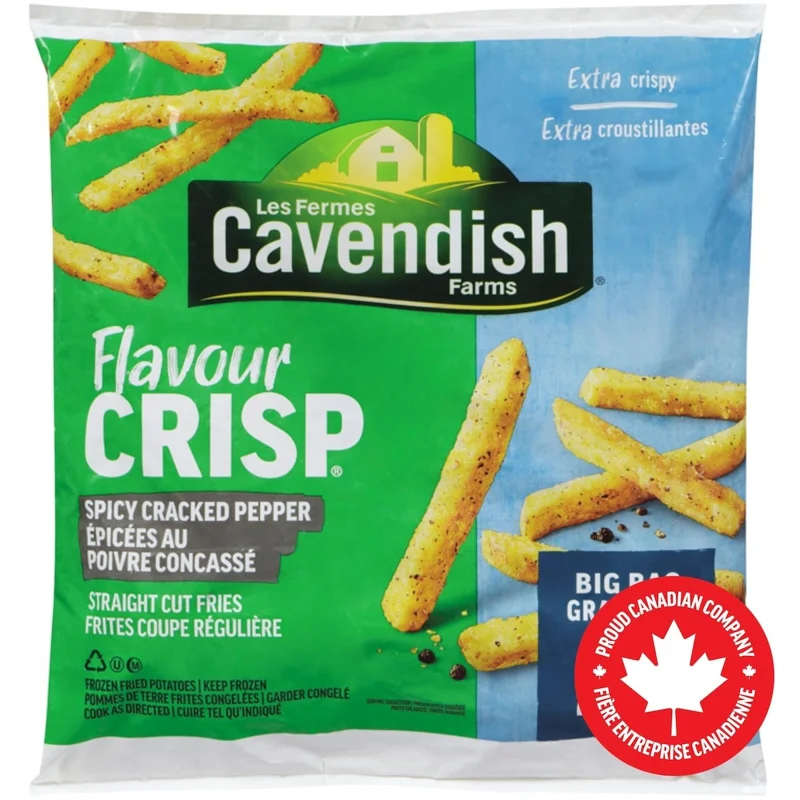 Extra crispy
Extra croustillantes
Les Fermes
Cavendish
Farms
®
Flavour
CRISP®
SPICY CRACKED PEPPER
ÉPICÉES AU
POIVRE CONCASSÉ
STRAIGHT CUT FRIES
FRITES COUPE RÉGULIÈRE
U M
FROZEN FRIED POTATOES | KEEP FROZEN
POMMES DE TERRE FRITES CONGELÉES | GARDER CONGELÉ
COOK AS DIRECTED | CUIRE TEL QU'INDIQUÉ
BIG
PROUD CANADIAN COMPANY
FIÈRE ENTREPRISE CANADIENNE